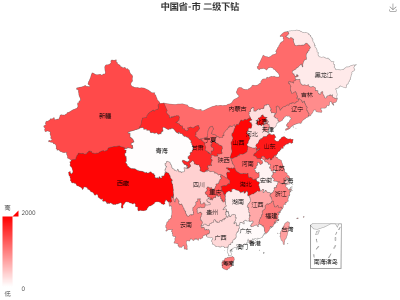 中国省-市 二级下钻
黑龙江
吉林
辽宁
内蒙古
新疆
北京
天津
河北
宁夏
山西
山东
青海
甘肃
陕西
河南
江苏
西藏
四川
重庆
湖北
安徽
上海
浙江
湖南
江西
贵州
福建
云南
广西
广东
台湾
香港
澳门
海南
南海诸岛
高
2000
0
低